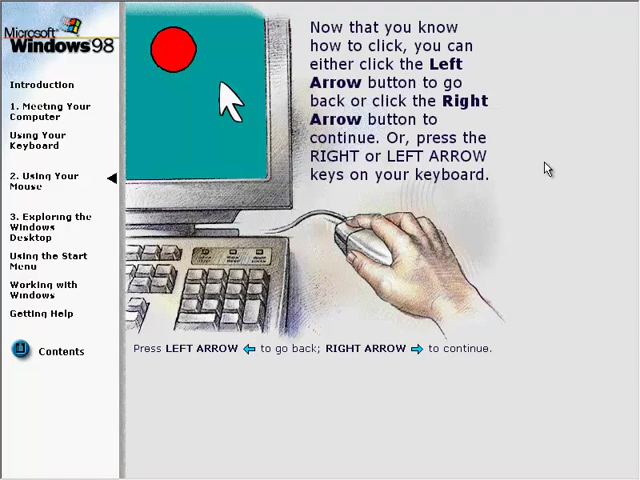 Microsoft
Windows 98
Introduction
1. Meeting Your
Computer
Using Your
Keyboard
2. Using Your
Mouse
3. Exploring the
Windows
Desktop
Using the Start
Menu
Working with
Windows
Getting Help
Contents
Now that you know
how to click, you can
either click the Left
Arrow button to go
back or click the Right
Arrow button to
continue. Or, press the
RIGHT or LEFT ARROW
keys on your keyboard.
Press LEFT ARROW to go back; RIGHT ARROW to continue.